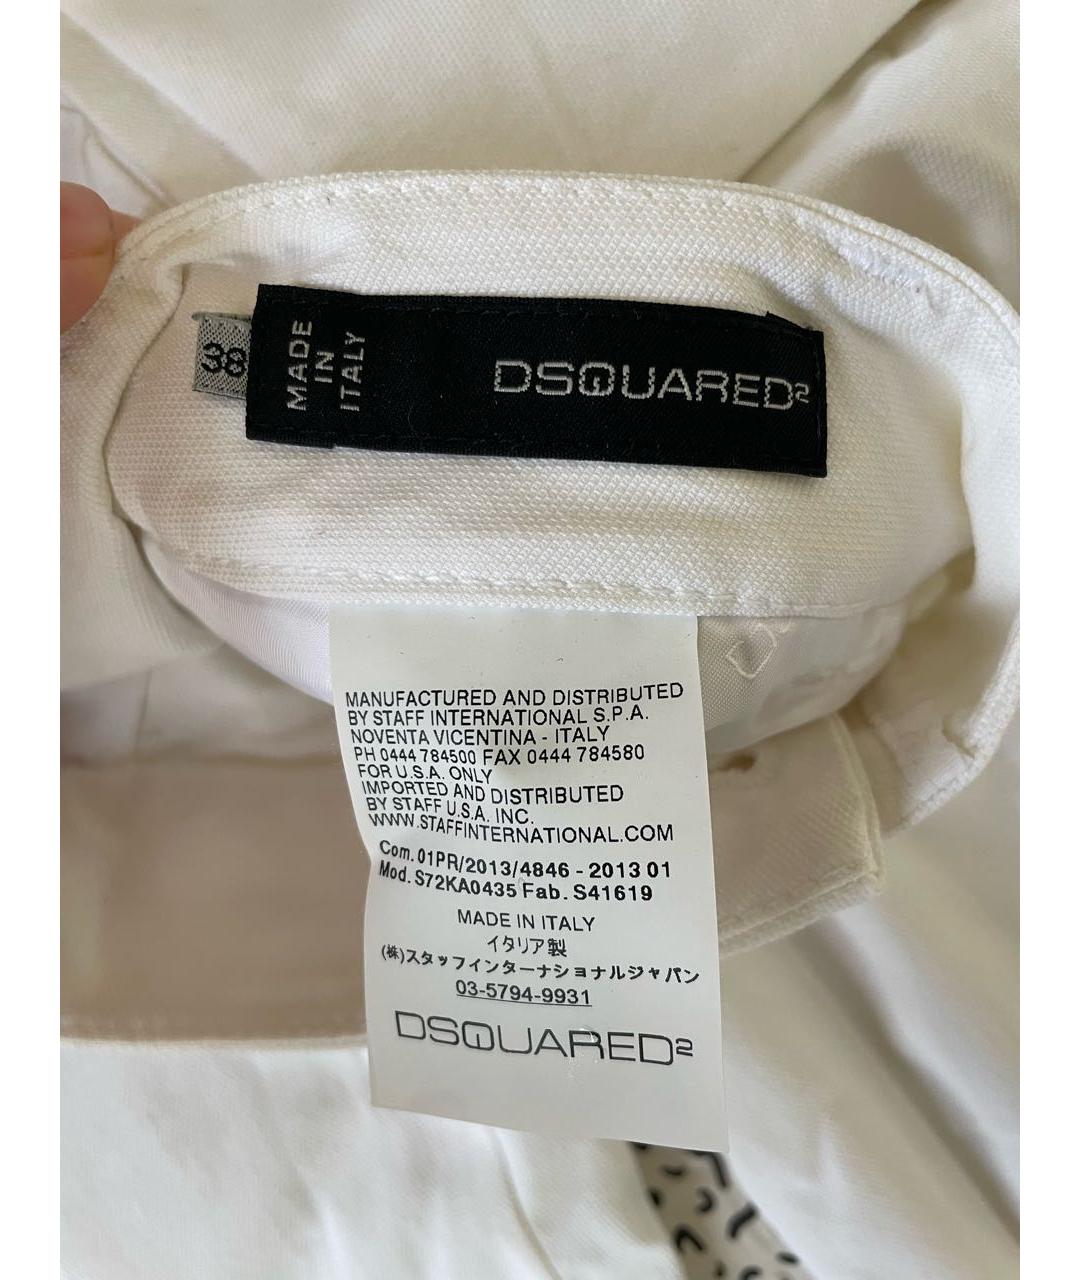 38
MADE
IN
ITALY
DSQUARED2
MANUFACTURED AND DISTRIBUTED
BY STAFF INTERNATIONAL S.P.A.
NOVENTA VICENTINA - ITALY
PH 0444 784500 FAX 0444 784580
FOR U.S.A. ONLY
IMPORTED AND DISTRIBUTED
BY STAFF U.S.A. INC.
WWW.STAFFINTERNATIONAL.COM
Com. 01PR/2013/4846 - 2013 01
Mod. S72KA0435 Fab. S41619
MADE IN ITALY
イタリア製
(株)スタッフインターナショナルジャパン
03-5794-9931
DSQUARED2